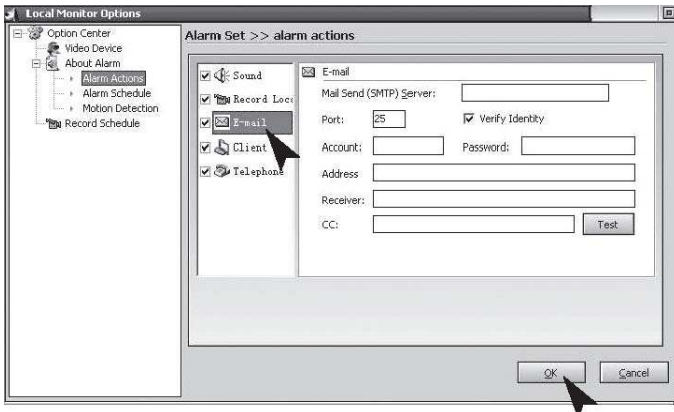 Local Monitor Options
Option Center
Video Device
About Alarm
Alarm Actions
Alarm Schedule
Motion Detection
Record Schedule
Alarm Set >> alarm actions
Sound
Record Loca
E-mail
Client
Telephone
E-mail
Mail Send (SMTP) Server:
Port: 25 Verify Identity
Account: Password:
Address
Receiver:
CC: Test
OK Cancel